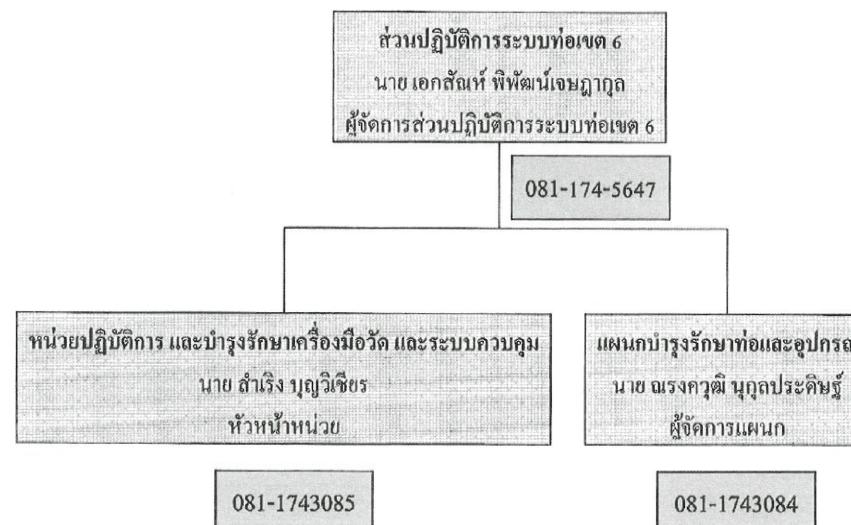 ส่วนปฏิบัติการระบบท่อเขต 6
นาย เอกสัณห์ พิพัฒน์เจษฎากุล
ผู้จัดการส่วนปฏิบัติการระบบท่อเขต 6
081-174-5647
หน่วยปฏิบัติการ และบำรุงรักษาเครื่องมือวัด และระบบควบคุม
นาย สำเริง บุญวิเชียร
หัวหน้าหน่วย
081-1743085
แผนกบำรุงรักษาท่อและอุปกรณ
นาย ณรงควุฒิ นุกูลประดิษฐ์
ผู้จัดการแผนก
081-1743084